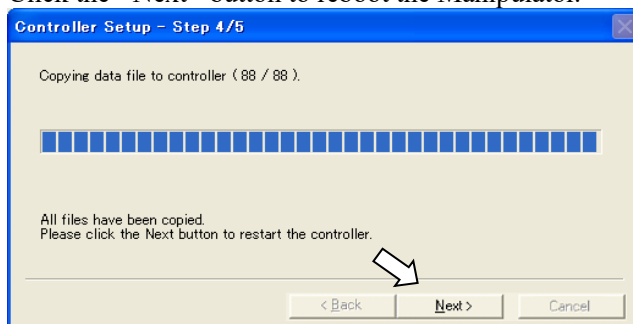 Click the "Next" button to reboot the Manipulator.
Controller Setup - Step 4/5
Copying data file to controller ( 88 / 88 ).
All files have been copied.
Please click the Next button to restart the controller.
< Back
Next >
Cancel